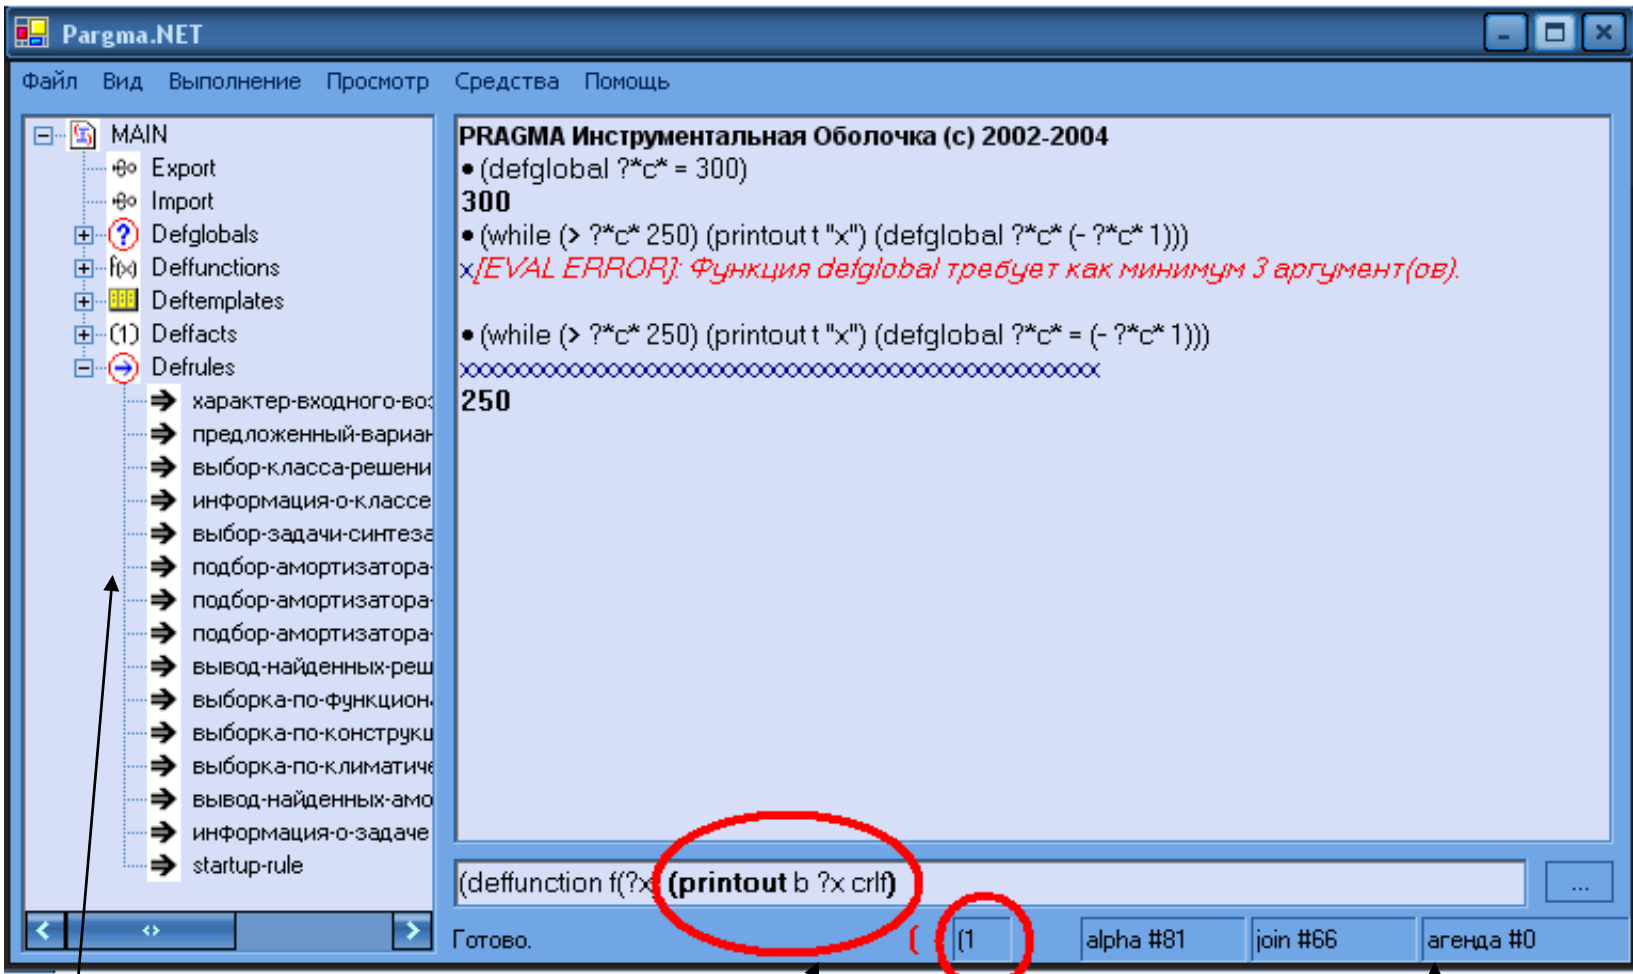 Pargma.NET
Файл Вид Выполнение Просмотр Средства Помощь
MAIN
Export
Import
Defglobals
Deffunctions
Deftemplates
Deffacts
Defrules
характер-входного-воз
предложенный-вариан
выбор-класса-решени
информация-о-классе
выбор-задачи-синтеза
подбор-амортизатора-
подбор-амортизатора-
подбор-амортизатора-
вывод-найденных-реш
выборка-по-функцион
выборка-по-конструкц
выборка-по-климатиче
вывод-найденных-амо
информация-о-задаче
startup-rule
PRAGMA Инструментальная Оболочка (c) 2002-2004
• (defglobal ?*c* = 300)
300
• (while (> ?*c* 250) (printout t "x") (defglobal ?*c* (- ?*c* 1)))
x[EVAL ERROR]: Функция defglobal требует как минимум 3 аргумент(ов).
• (while (> ?*c* 250) (printout t "x") (defglobal ?*c* = (- ?*c* 1)))
xxxxxxxxxxxxxxxxxxxxxxxxxxxxxxxxxxxxxxxxxxxxxxxxxx
250
(deffunction f(?x) (printout b ?x crlf)
...
Готово. ( (1 alpha #81 join #66 агенда #0